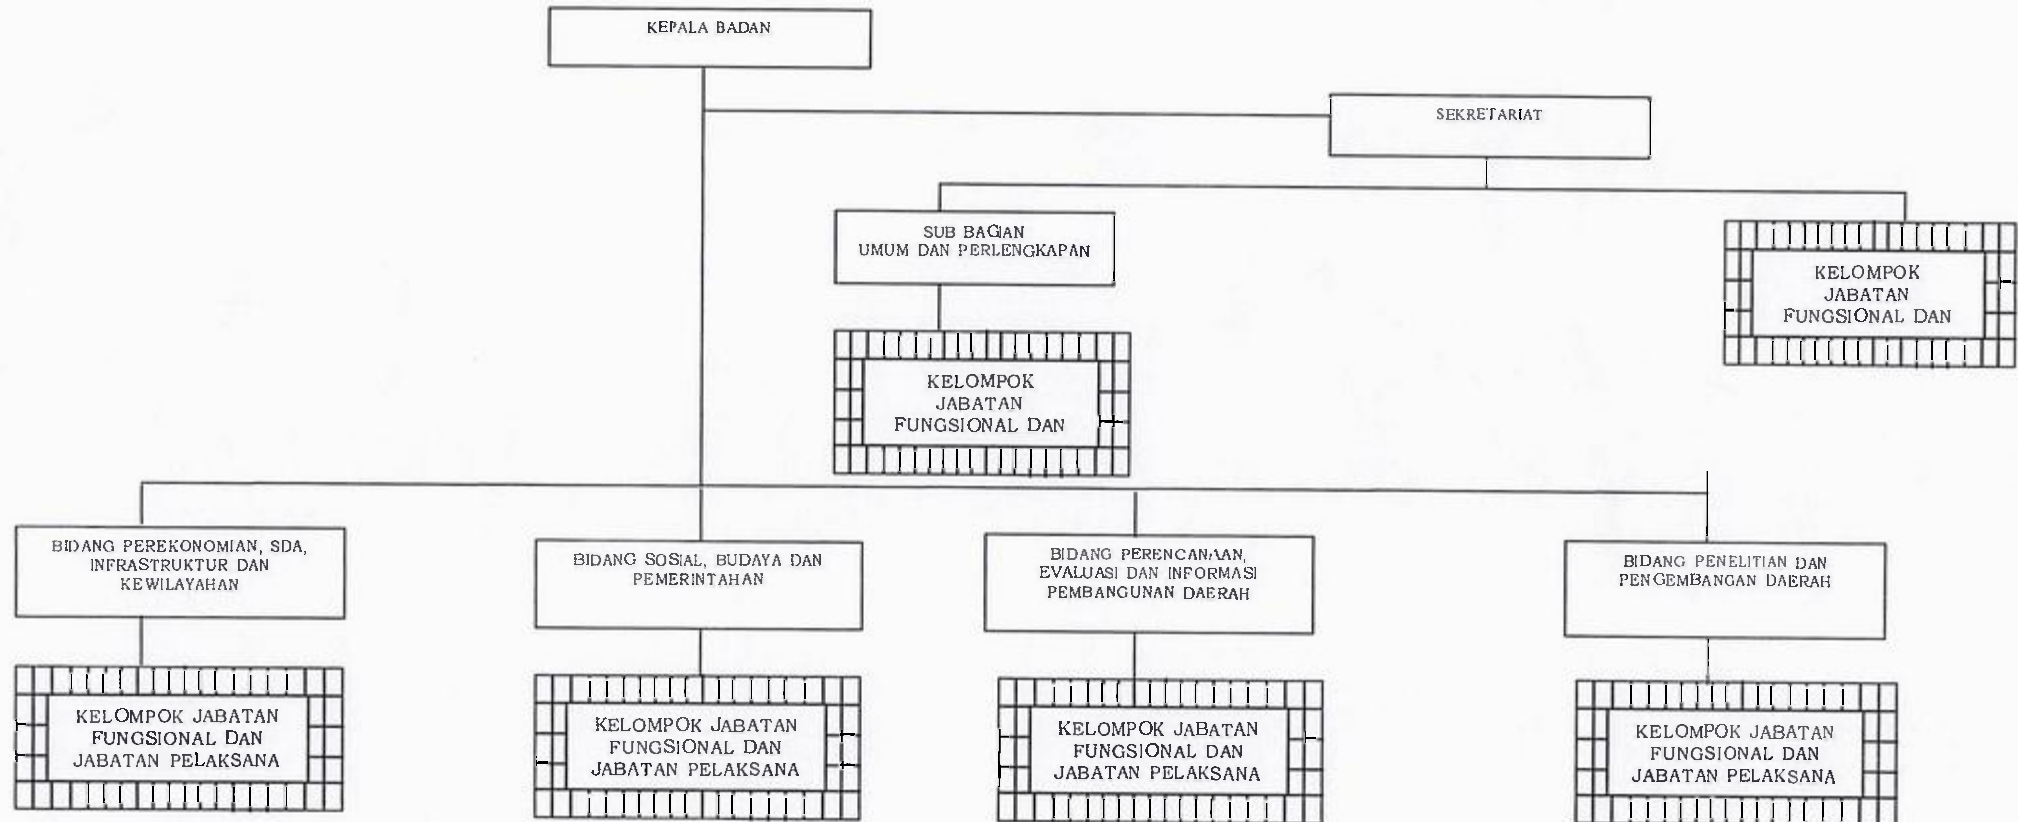 KEPALA BADAN
SEKRETARIAT
SUB BAGIAN
UMUM DAN PERLENGKAPAN
KELOMPOK
JABATAN
FUNGSIONAL DAN
KELOMPOK
JABATAN
FUNGSIONAL DAN
BIDANG PEREKONOMIAN, SDA,
INFRASTRUKTUR DAN
KEWILAYAHAN
BIDANG SOSIAL, BUDAYA DAN
PEMERINTAHAN
BIDANG PERENCANAAN,
EVALUASI DAN INFORMASI
PEMBANGUNAN DAERAH
BIDANG PENELITIAN DAN
PENGEMBANGAN DAERAH
KELOMPOK JABATAN
FUNGSIONAL DAN
JABATAN PELAKSANA
KELOMPOK JABATAN
FUNGSIONAL DAN
JABATAN PELAKSANA
KELOMPOK JABATAN
FUNGSIONAL DAN
JABATAN PELAKSANA
KELOMPOK JABATAN
FUNGSIONAL DAN
JABATAN PELAKSANA